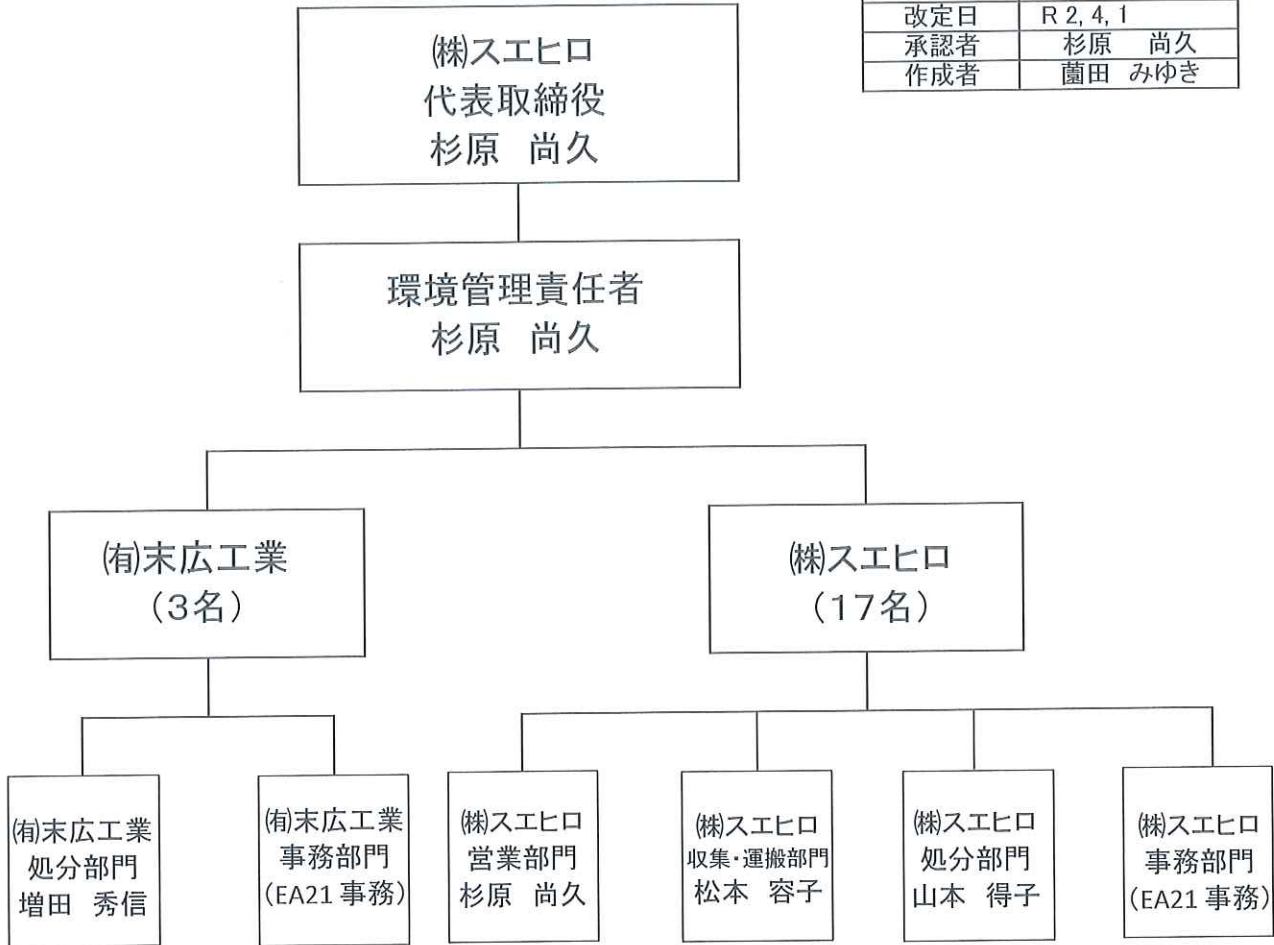 改定日 R 2, 4, 1
承認者 杉原 尚久
作成者 薗田 みゆき
㈱スエヒロ
代表取締役
杉原 尚久
環境管理責任者
杉原 尚久
㈲末広工業
（3名）
㈱スエヒロ
（17名）
㈲末広工業
処分部門
増田 秀信
㈲末広工業
事務部門
(EA21 事務)
㈱スエヒロ
営業部門
杉原 尚久
㈱スエヒロ
収集・運搬部門
松本 容子
㈱スエヒロ
処分部門
山本 得子
㈱スエヒロ
事務部門
(EA21 事務)